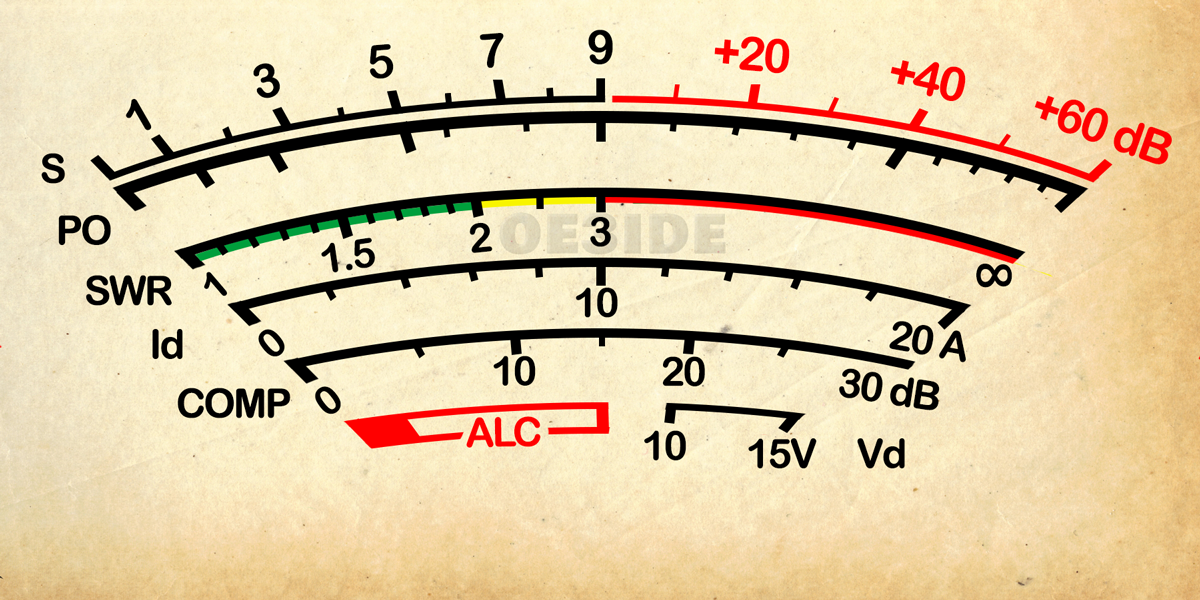 S 1 3 5 7 9 +20 +40 +60 dB
PO
SWR 1 1.5 2 3 ∞
OE3IDE
Id 0 10 20 A
COMP 0 10 20 30 dB
ALC
10 15V Vd